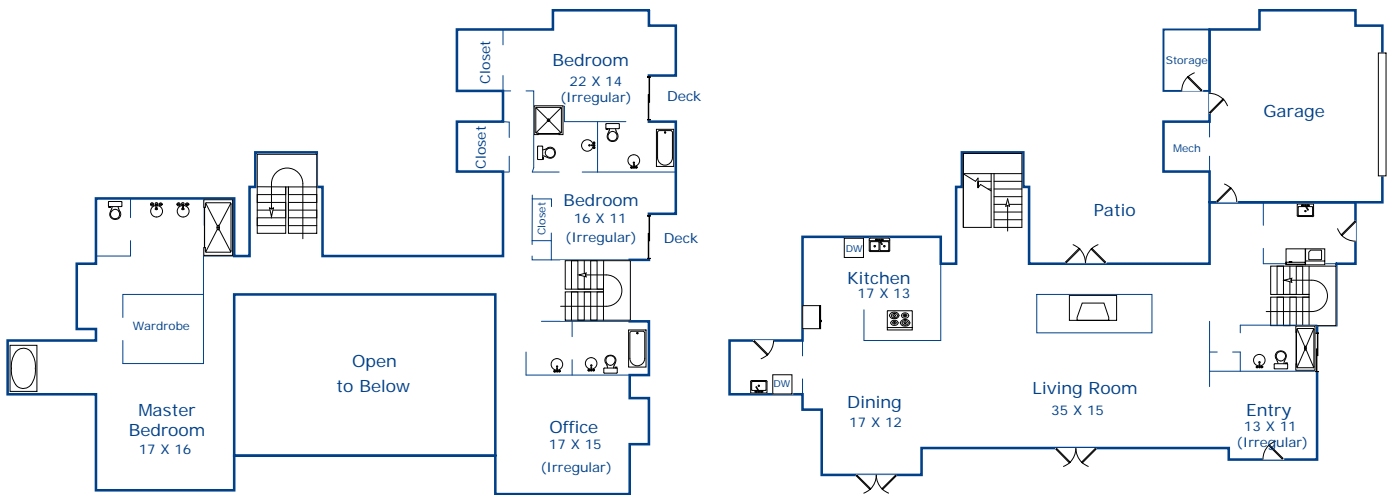 Closet
Bedroom
22 X 14
(Irregular)
Deck
Closet
Closet
Bedroom
16 X 11
(Irregular)
Deck
Wardrobe
Open
to Below
Master
Bedroom
17 X 16
Office
17 X 15
(Irregular)
Storage
Garage
Mech
Patio
DW
Kitchen
17 X 13
DW
Dining
17 X 12
Living Room
35 X 15
Entry
13 X 11
(Irregular)